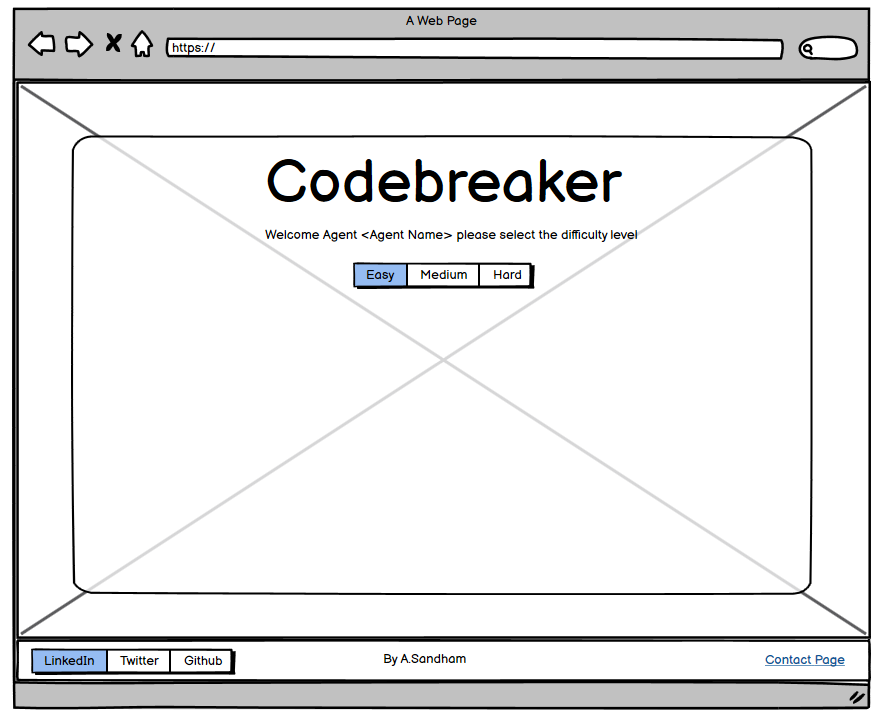 A Web Page
https://
Codebreaker
Welcome Agent <Agent Name> please select the difficulty level
Easy Medium Hard
LinkedIn Twitter Github By A.Sandham Contact Page